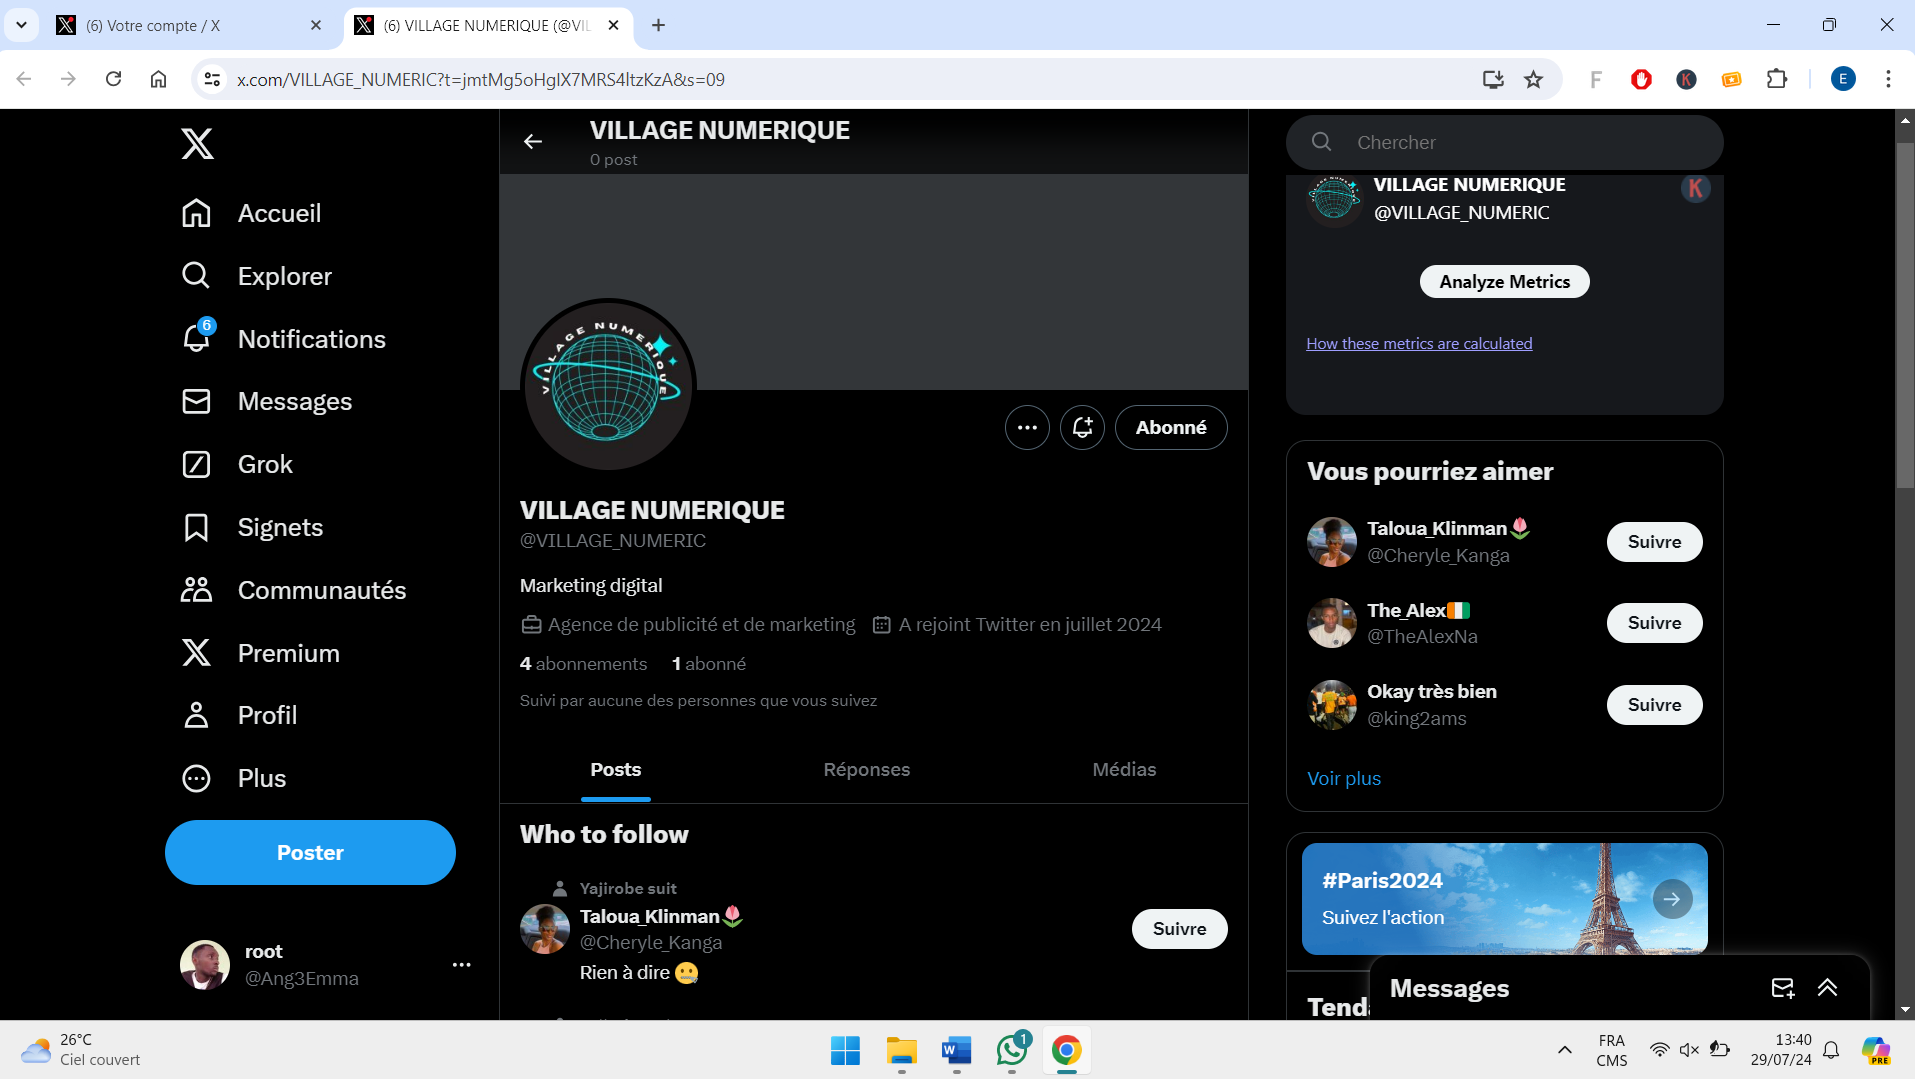 (6) Votre compte / X
(6) VILLAGE NUMERIQUE (@VIL
x.com/VILLAGE_NUMERIC?t=jmtMg5oHgIX7MRS4ltzKzA&s=09
F
K
E
Accueil
Explorer
6
Notifications
Messages
Grok
Signets
Communautés
Premium
Profil
Plus
Poster
root
@Ang3Emma
VILLAGE NUMERIQUE
0 post
VILLAGE NUMERIQUE
Abonné
VILLAGE NUMERIQUE
@VILLAGE_NUMERIC
Marketing digital
Agence de publicité et de marketing A rejoint Twitter en juillet 2024
4 abonnements 1 abonné
Suivi par aucune des personnes que vous suivez
Posts Réponses Médias
Who to follow
Yajirobe suit
Taloua_Klinman🌷
@Cheryle_Kanga
Suivre
Rien à dire 🤐
Chercher
VILLAGE NUMERIQUE
@VILLAGE_NUMERIC
K
Analyze Metrics
How these metrics are calculated
Vous pourriez aimer
Taloua_Klinman🌷
@Cheryle_Kanga
Suivre
The_Alex🇨🇮
@TheAlexNa
Suivre
Okay très bien
@king2ams
Suivre
Voir plus
#Paris2024
Suivez l'action
Tend
Messages
26°C
Ciel couvert
W
1
FRA
CMS
13:40
29/07/24
PRE